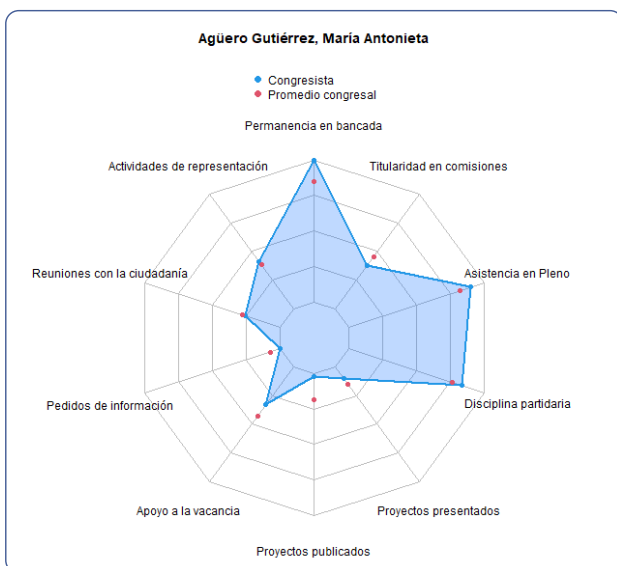 Agüero Gutiérrez, María Antonieta
Congresista
Promedio congresal
Permanencia en bancada
Actividades de representación
Titularidad en comisiones
Reuniones con la ciudadanía
Asistencia en Pleno
Pedidos de información
Disciplina partidaria
Apoyo a la vacancia
Proyectos presentados
Proyectos publicados